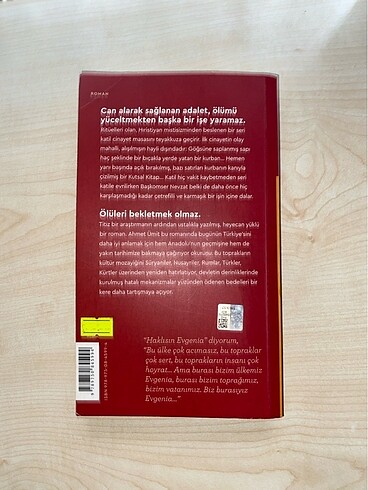 ROMAN
Can alarak sağlanan adalet, ölümü
yüceltmekten başka bir işe yaramaz.
Ritüelleri olan, Hıristiyan mistisizminden beslenen bir seri
katil cinayet masasını teyakkuza geçirir. İlk cinayetin olay
mahalli, alışılmışın hayli dışındadır: Göğsüne saplanmış sapı
haç şeklinde bir bıçakla yerde yatan bir kurban... Hemen
yanı başında açık bırakılmış, bazı satırları kurbanın kanıyla
çizilmiş bir Kutsal Kitap... Katil hiç vakit kaybetmeden seri
katile evrilirken Başkomser Nevzat belki de daha önce hiç
karşılaşmadığı kadar çetrefilli ve karmaşık bir işin içine dalar.
Ölüleri bekletmek olmaz.
Titiz bir araştırmanın ardından ustalıkla yazılmış, heyecan yüklü
bir roman. Ahmet Ümit bu romanında bugünün Türkiye'sini
daha iyi anlamak için hem Anadolu'nun geçmişine hem de
yakın tarihimize bakmaya çağırıyor okurusu. Bu toprakların
kültür mozaiğini Süryaniler, Nusayriler, Rumlar, Türkler,
Kürtler üzerinden yeniden hatırlatıyor; devletin derinliklerinde
kurulmuş hatalı mekanizmalar yüzünden ödenen bedelleri bir
kere daha tartışmaya açıyor.
"Haklısın Evgenia" diyorum,
"Bu ülke çok acımasız, bu topraklar
çok sert, bu toprakların insanı çok
hoyrat... Ama burası bizim ülkemiz
Evgenia, burası bizim toprağımız,
bizim vatanımız. Biz burasıyız
Evgenia..."